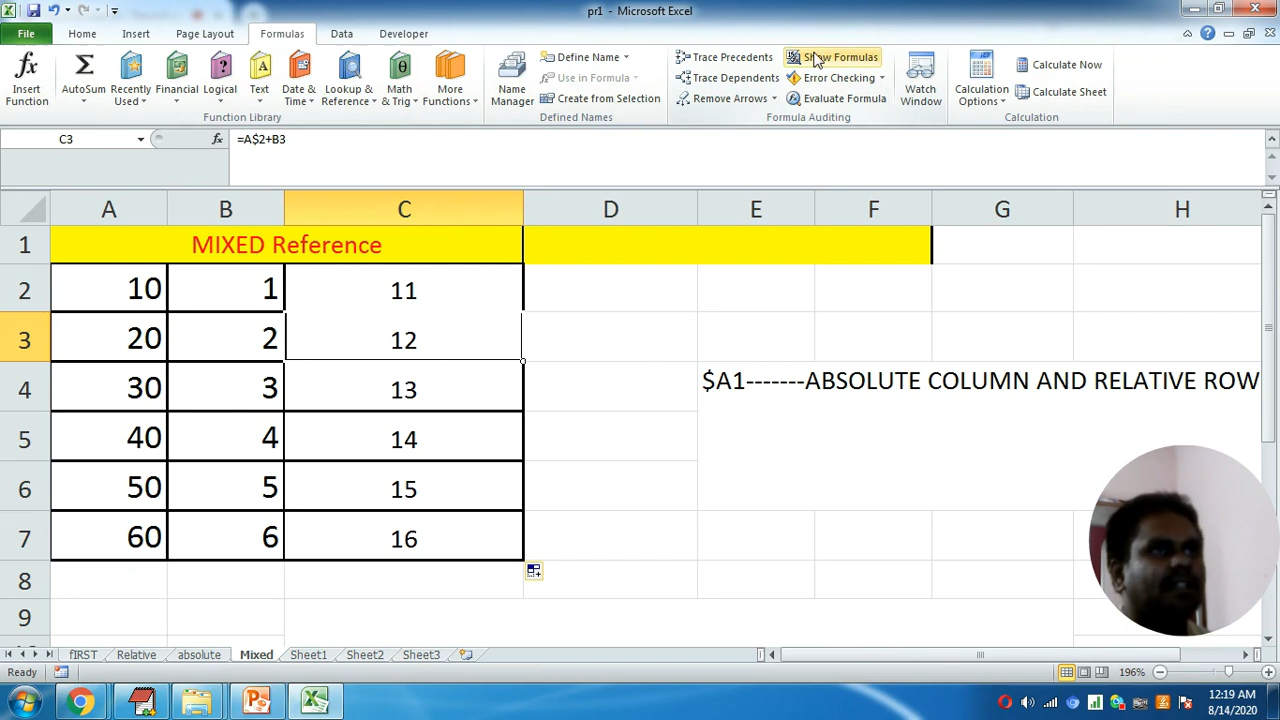 pr1 - Microsoft Excel
File Home Insert Page Layout Formulas Data Developer
fx Insert Function
Σ AutoSum
Recently Used
Financial
Logical
Text
Date & Time
Lookup & Reference
Math & Trig
More Functions
Function Library
Name Manager
Define Name
Use in Formula
Create from Selection
Defined Names
Trace Precedents
Trace Dependents
Remove Arrows
Show Formulas
Error Checking
Evaluate Formula
Formula Auditing
Watch Window
Calculation Options
Calculate Now
Calculate Sheet
Calculation
C3 fx =A$2+B3
A B C D E F G H
1 MIXED Reference
2 10 1 11
3 20 2 12
4 30 3 13 $A1-------ABSOLUTE COLUMN AND RELATIVE ROW
5 40 4 14
6 50 5 15
7 60 6 16
8
9
fIRST Relative absolute Mixed Sheet1 Sheet2 Sheet3
Ready 196%
12:19 AM
8/14/2020